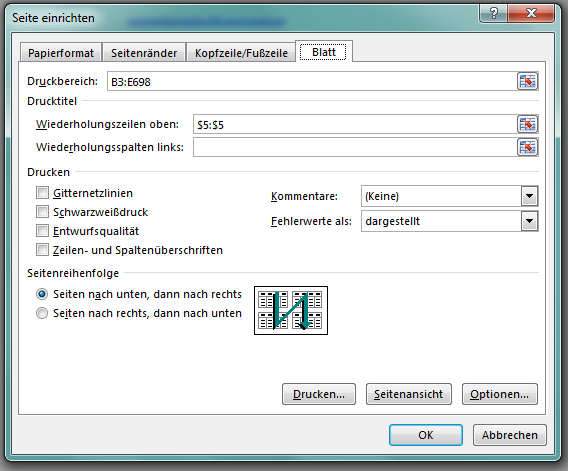 Seite einrichten
Papierformat Seitenränder Kopfzeile/Fußzeile Blatt
Druckbereich: B3:E698
Drucktitel
Wiederholungszeilen oben: $5:$5
Wiederholungsspalten links:
Drucken
Gitternetzlinien
Kommentare: (Keine)
Schwarzweißdruck
Fehlerwerte als: dargestellt
Entwurfsqualität
Zeilen- und Spaltenüberschriften
Seitenreihenfolge
Seiten nach unten, dann nach rechts
Seiten nach rechts, dann nach unten
Drucken... Seitenansicht Optionen...
OK Abbrechen